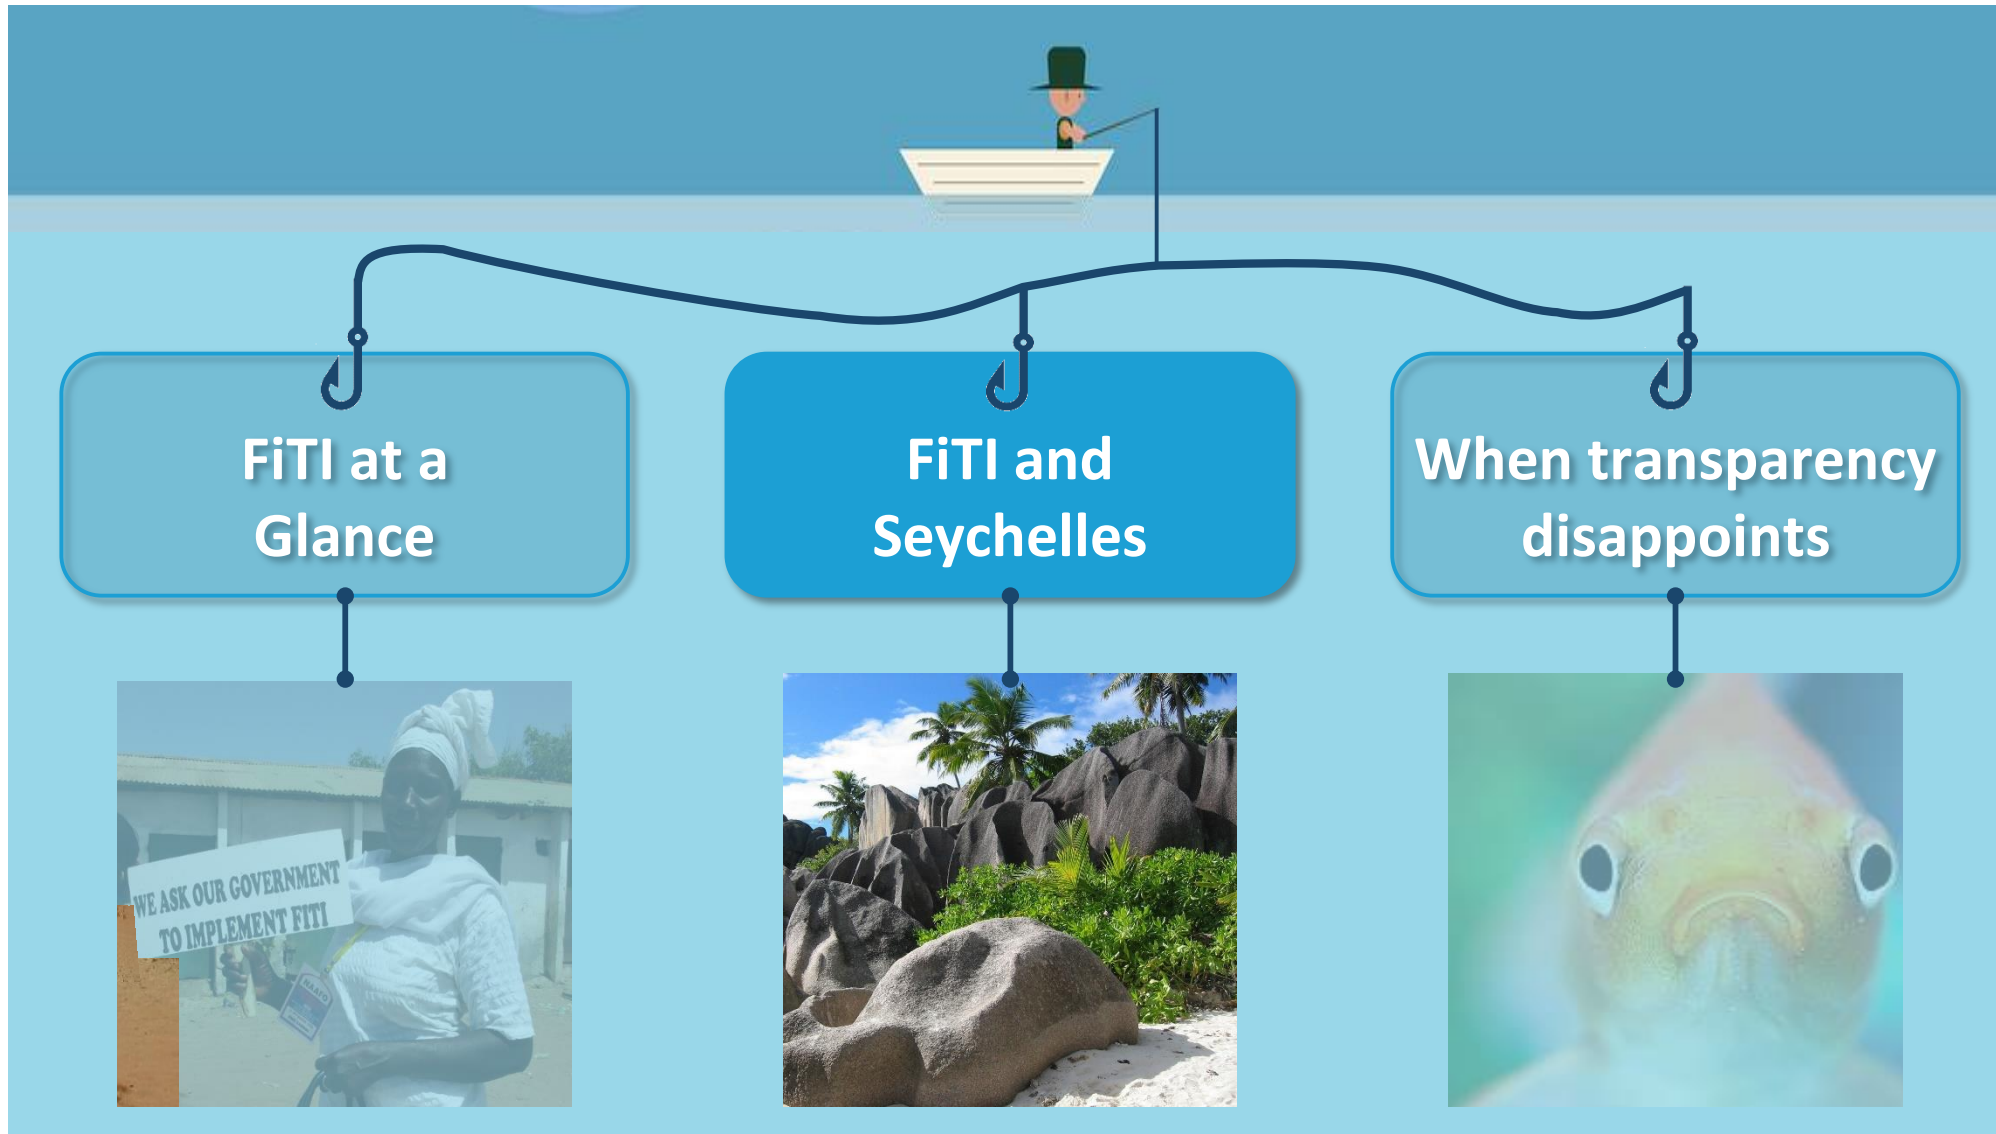 FiTI at a
Glance
FiTI and
Seychelles
When transparency
disappoints
WE ASK OUR GOVERNMENT
TO IMPLEMENT FITI